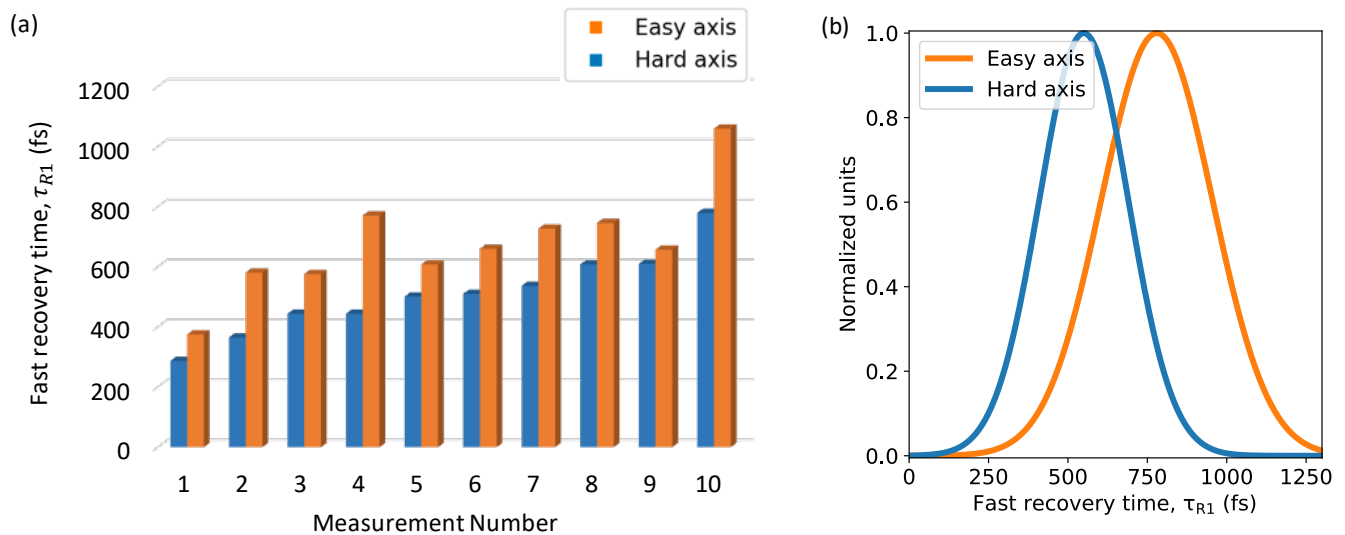 (a)
Easy axis
Hard axis
1200
1000
800
600
400
200
0
Fast recovery time, τ_R1 (fs)
1 2 3 4 5 6 7 8 9 10
Measurement Number
(b)
Easy axis
Hard axis
1.0
0.8
0.6
0.4
0.2
0.0
Normalized units
0 250 500 750 1000 1250
Fast recovery time, τ_R1 (fs)